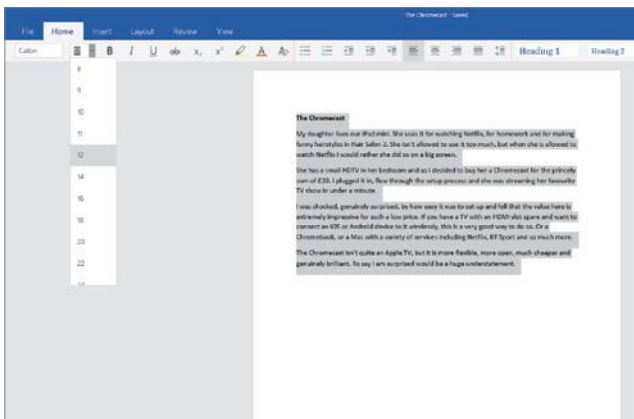 The Chromecast - Saved
File Home Insert Layout Review View
Calibri B I U ab x₂ x² A Heading 1 Heading 2
8
9
10
11
12
14
16
18
20
22
24
The Chromecast
My daughter lives our iPad mini. She uses it for watching Netflix, for homework and for making
funny hairstyles in Hair Salon 2. She isn't allowed to use it too much, but when she is allowed to
watch Netflix I would rather she did so on a big screen.
She has a small HDTV in her bedroom and so I decided to buy her a Chromecast for the princely
sum of £30. I plugged it in, flew through the setup process and she was streaming her favourite
TV show in under a minute.
I was shocked, genuinely surprised, by how easy it was to set up and fell that the value here is
extremely impressive for such a low price. If you have a TV with an HDMI slot spare and want to
connect an iOS or Android device to it wirelessly, this is a very good way to do so. Or a
Chromebook, or a Mac with a variety of services including Netflix, BT Sport and so much more.
The Chromecast isn't quite an Apple TV, but it is more flexible, more open, much cheaper and
genuinely brilliant. To say I am surprised would be a huge understatement.